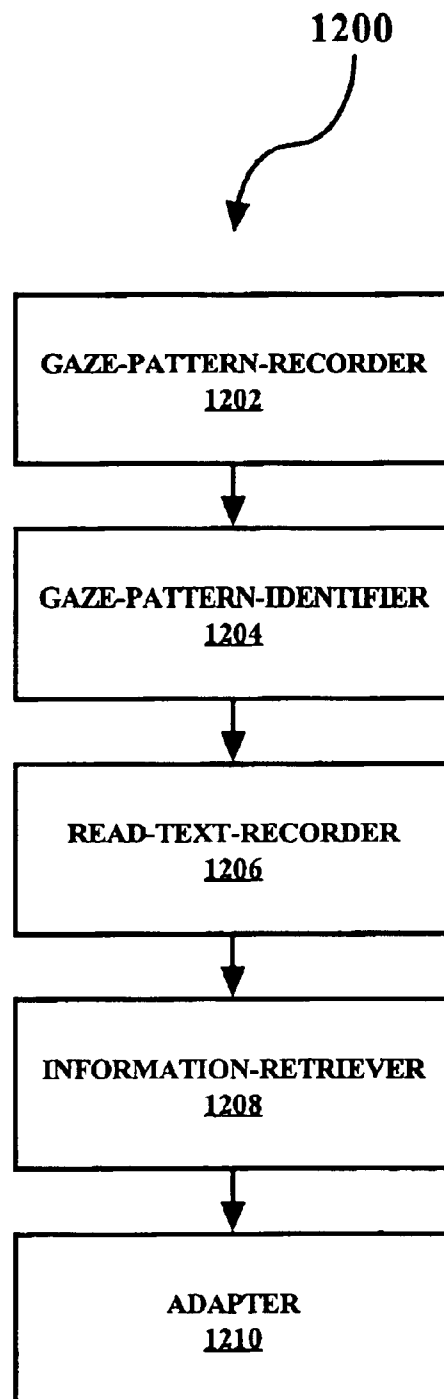 1200
GAZE-PATTERN-RECORDER
1202
GAZE-PATTERN-IDENTIFIER
1204
READ-TEXT-RECORDER
1206
INFORMATION-RETRIEVER
1208
ADAPTER
1210